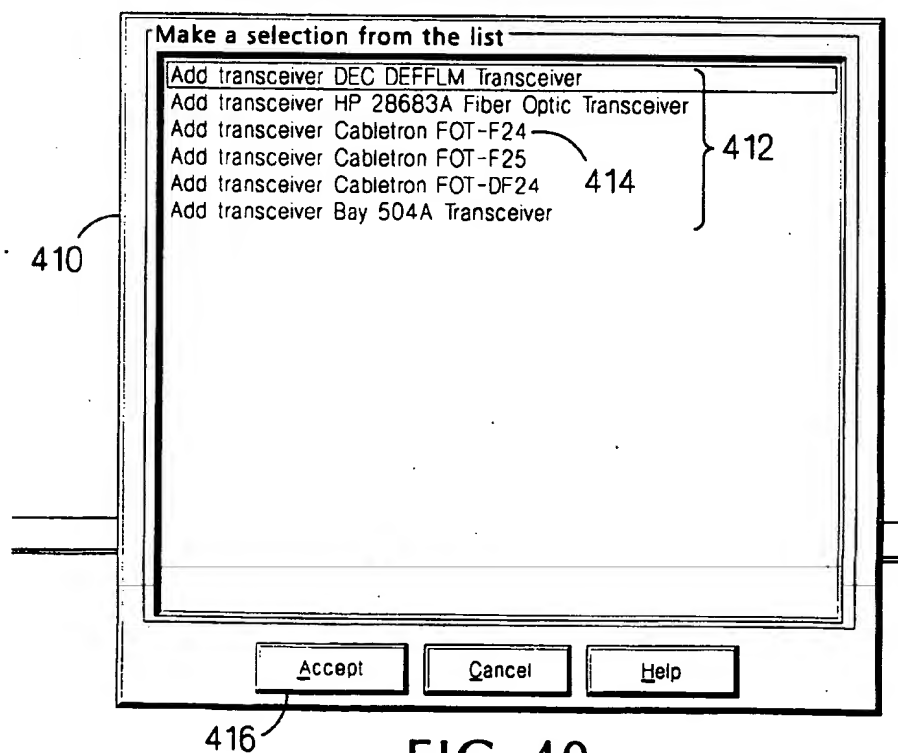 Make a selection from the list
Add transceiver DEC DEFFLM Transceiver
Add transceiver HP 28683A Fiber Optic Transceiver
Add transceiver Cabletron FOT-F24
Add transceiver Cabletron FOT-F25
Add transceiver Cabletron FOT-DF24
Add transceiver Bay 504A Transceiver
412
414
410
Accept
Cancel
Help
416
FIG. 40